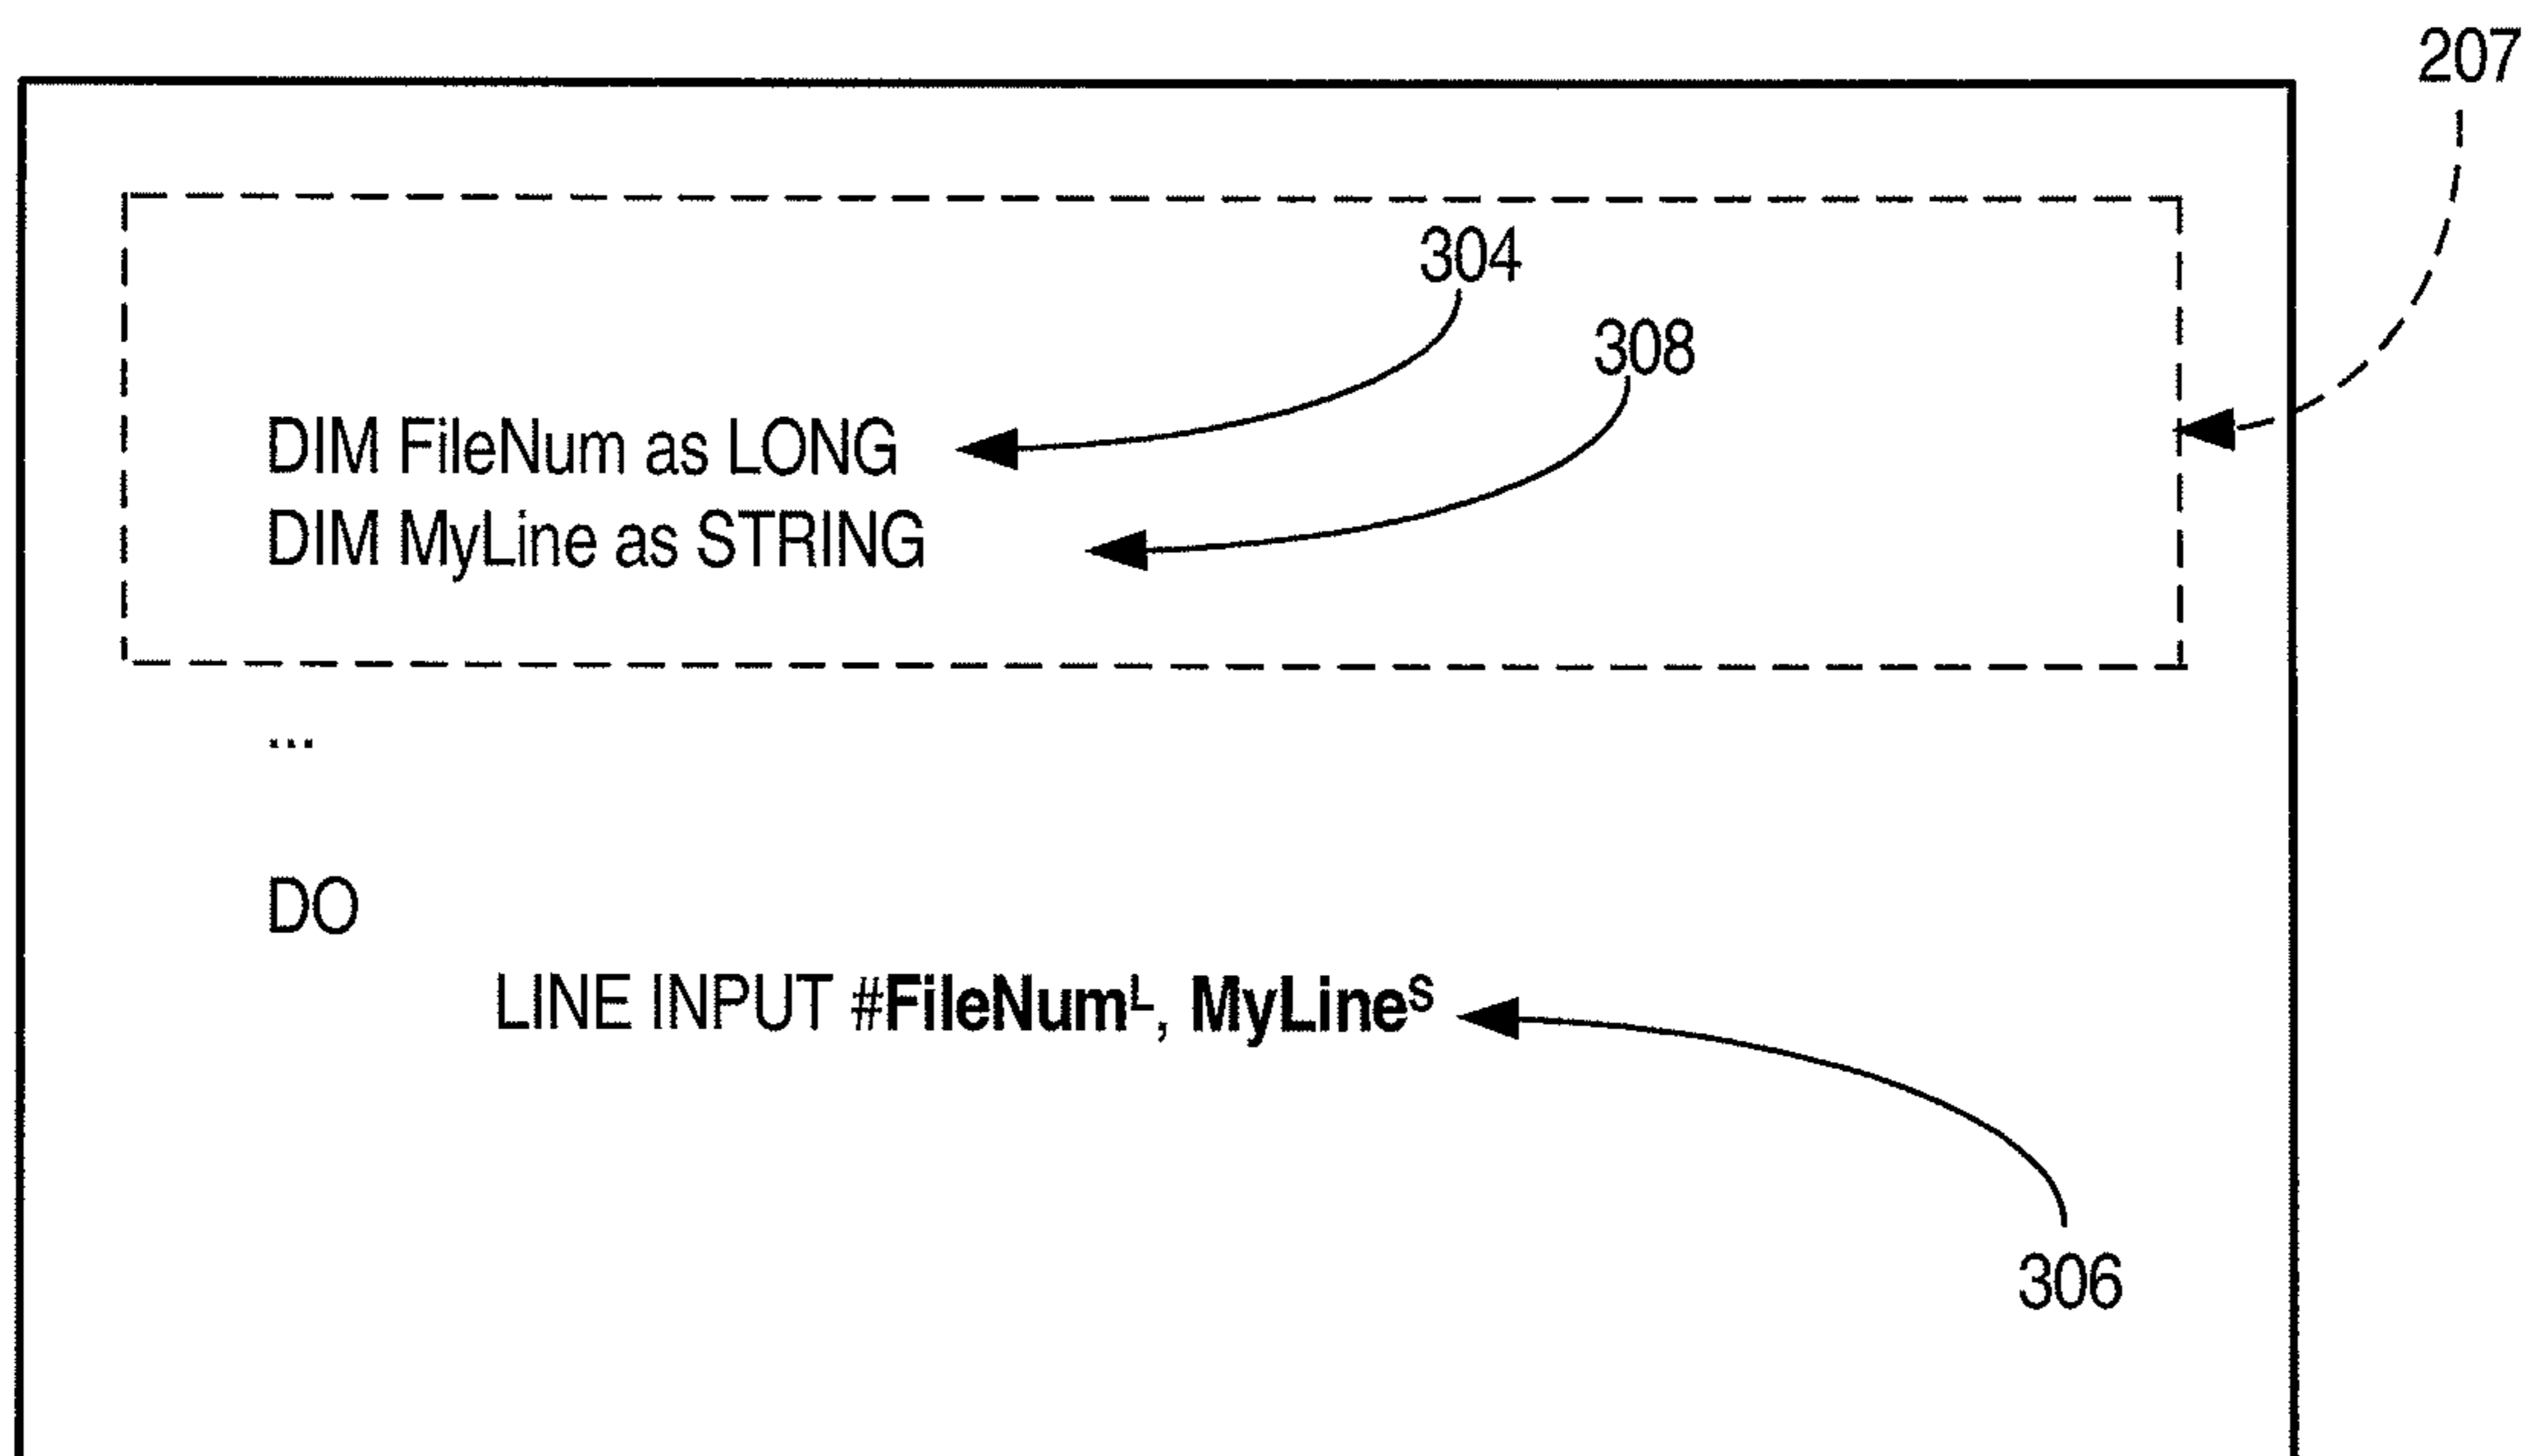 207
304
308
DIM FileNum as LONG
DIM MyLine as STRING
...
DO
LINE INPUT #FileNumᴸ, MyLineˢ
306